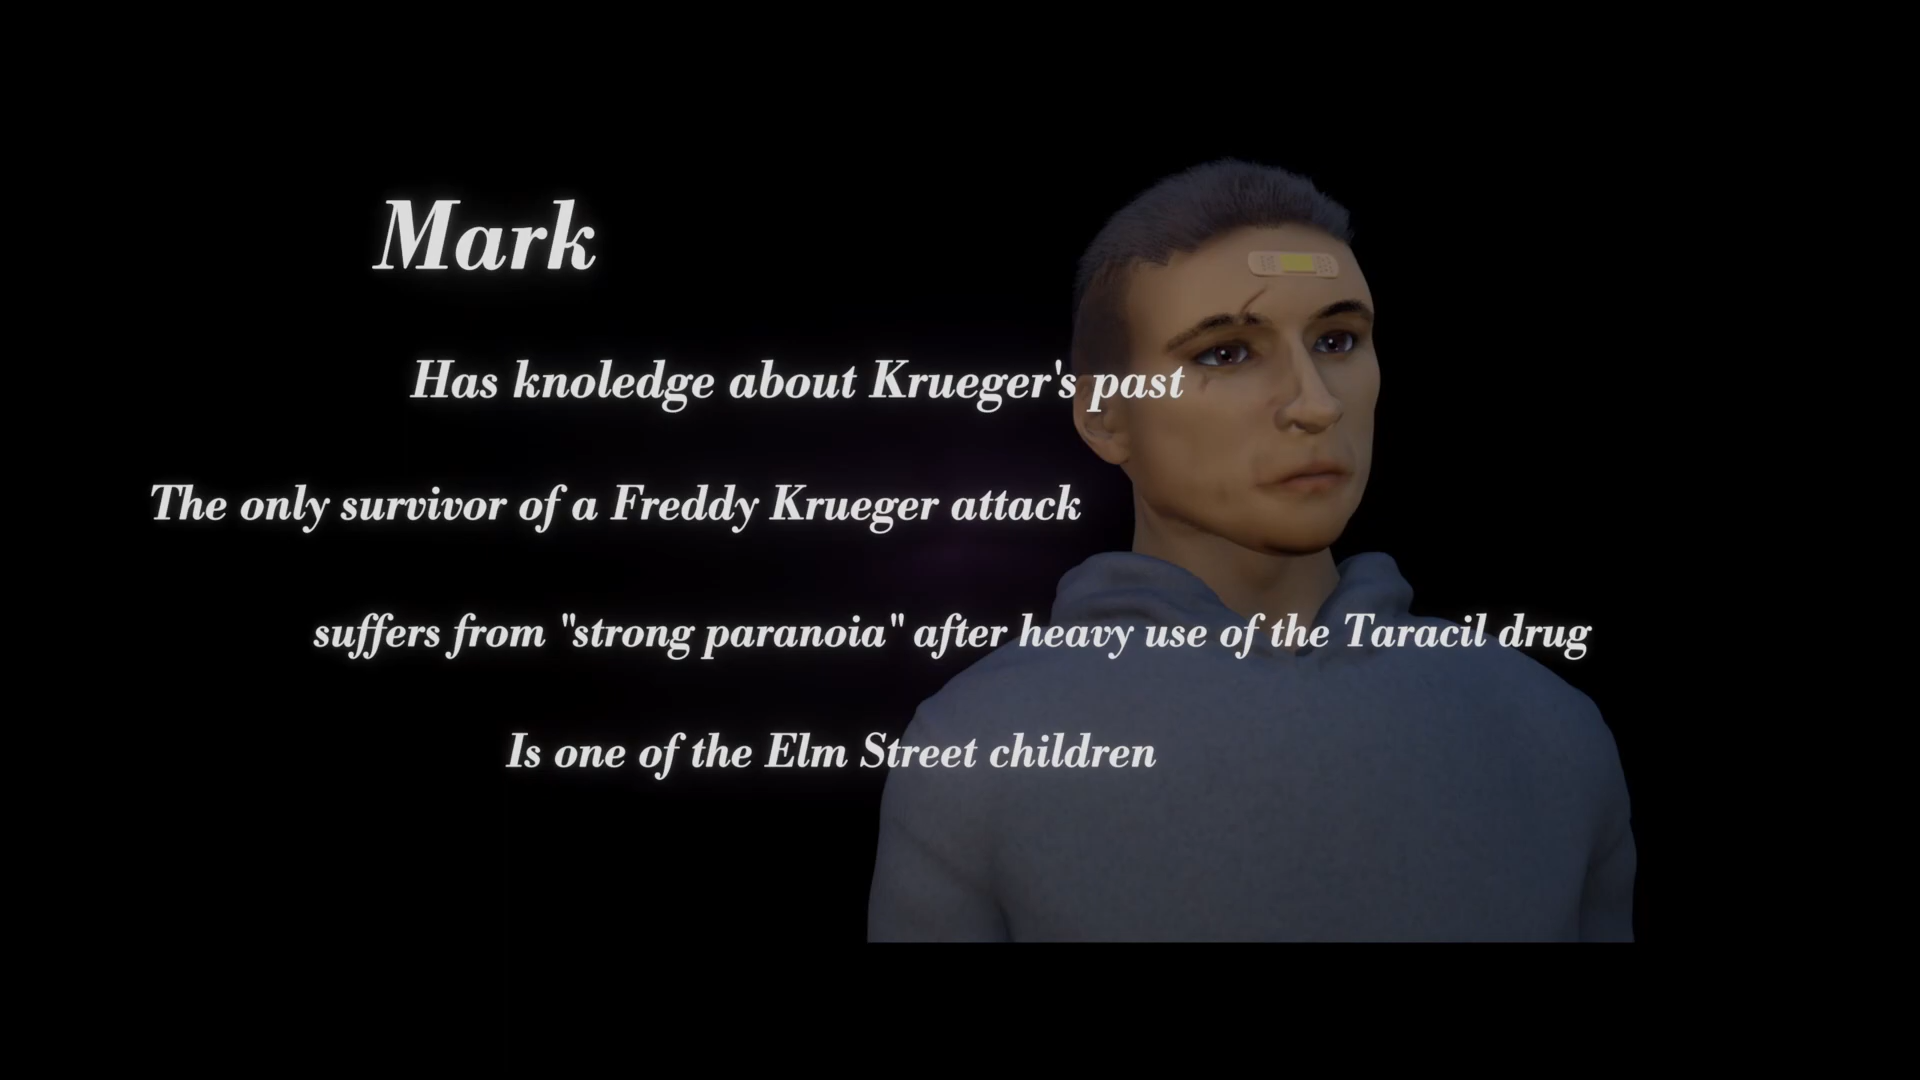 Mark
Has knoledge about Krueger's past
The only survivor of a Freddy Krueger attack
suffers from "strong paranoia" after heavy use of the Taracil drug
Is one of the Elm Street children